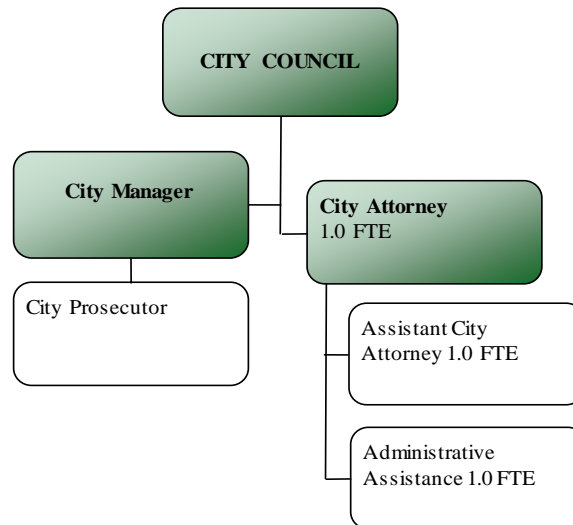 CITY COUNCIL
City Manager
City Attorney
1.0 FTE
City Prosecutor
Assistant City
Attorney 1.0 FTE
Administrative
Assistance 1.0 FTE